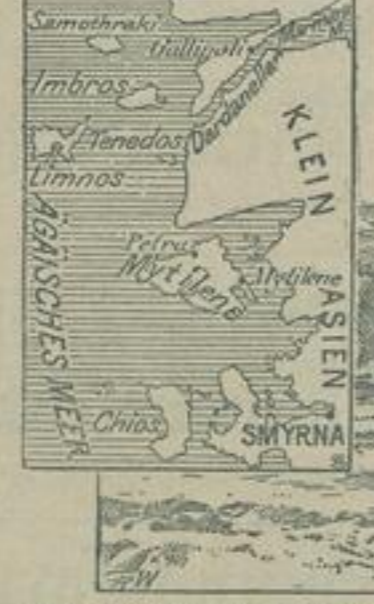 Samothraki
Gallipoli
Marmara
M.
Imbros
Dardanellen
Tenedos
Limnos
KLEIN
ASIEN
ÄGÄISCHES MEER
Petra
Mytilene
Mytilene
Chios
SMYRNA
W